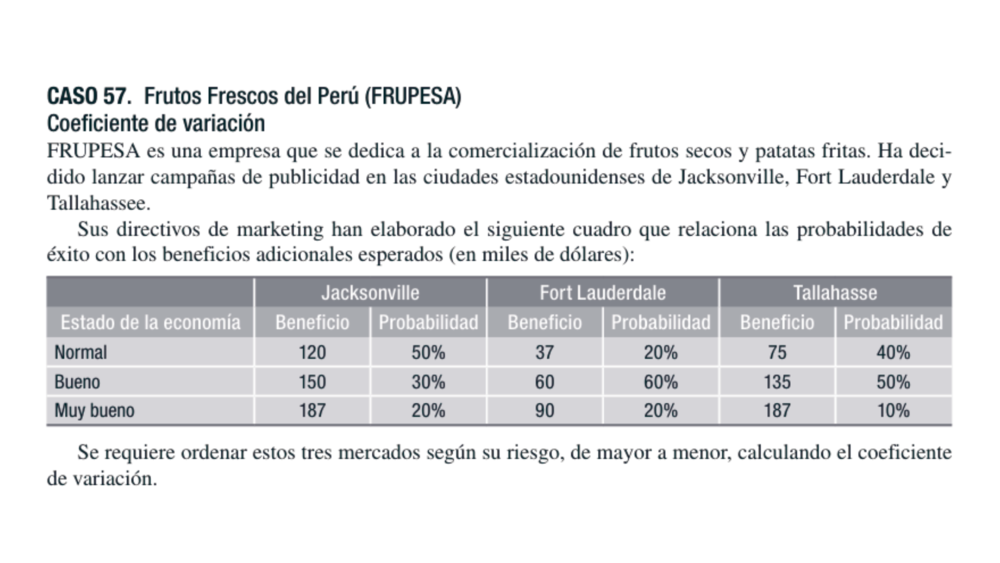 CASO 57. Frutos Frescos del Perú (FRUPESA)
Coeficiente de variación
FRUPESA es una empresa que se dedica a la comercialización de frutos secos y patatas fritas. Ha deci-
dido lanzar campañas de publicidad en las ciudades estadounidenses de Jacksonville, Fort Lauderdale y
Tallahassee.
Sus directivos de marketing han elaborado el siguiente cuadro que relaciona las probabilidades de
éxito con los beneficios adicionales esperados (en miles de dólares):
Jacksonville Fort Lauderdale Tallahasse
Estado de la economía Beneficio Probabilidad Beneficio Probabilidad Beneficio Probabilidad
Normal 120 50% 37 20% 75 40%
Bueno 150 30% 60 60% 135 50%
Muy bueno 187 20% 90 20% 187 10%
Se requiere ordenar estos tres mercados según su riesgo, de mayor a menor, calculando el coeficiente
de variación.